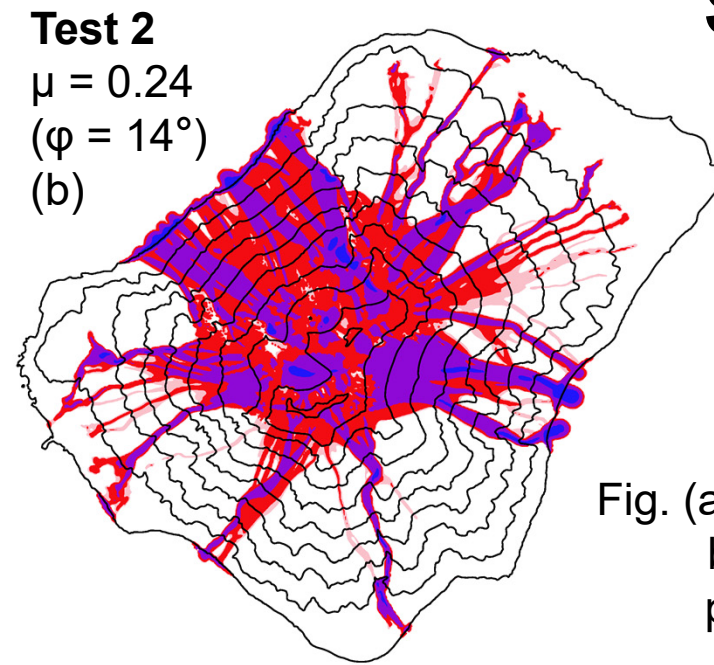 Test 2
μ = 0.24
(φ = 14°)
(b)
Fig. (a